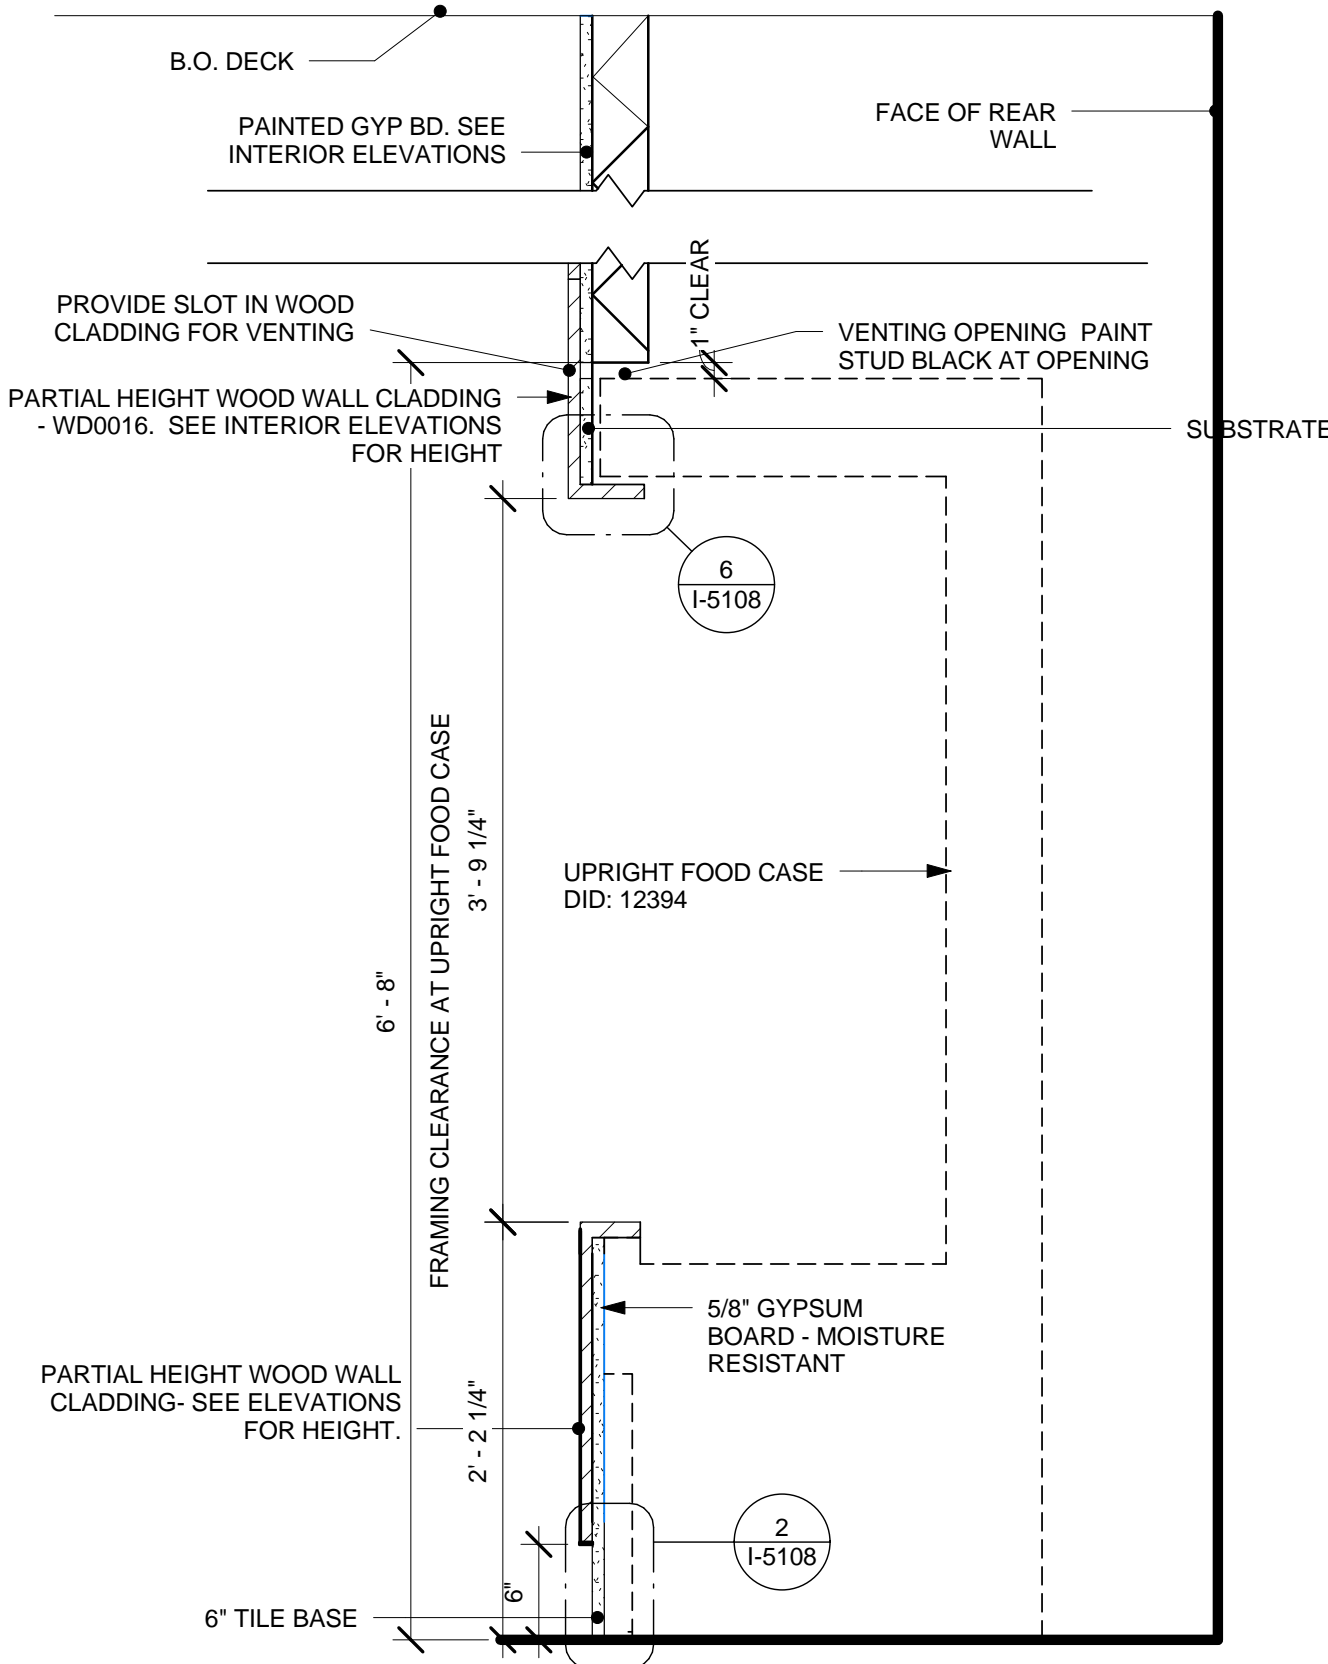 B.O. DECK
PAINTED GYP BD. SEE
INTERIOR ELEVATIONS
FACE OF REAR
WALL
1" CLEAR
PROVIDE SLOT IN WOOD
CLADDING FOR VENTING
VENTING OPENING  PAINT
STUD BLACK AT OPENING
PARTIAL HEIGHT WOOD WALL CLADDING
- WD0016.  SEE INTERIOR ELEVATIONS
FOR HEIGHT
SUBSTRATE
6
I-5108
FRAMING CLEARANCE AT UPRIGHT FOOD CASE
3' - 9 1/4"
6' - 8"
UPRIGHT FOOD CASE
DID: 12394
5/8" GYPSUM
BOARD - MOISTURE
RESISTANT
PARTIAL HEIGHT WOOD WALL
CLADDING- SEE ELEVATIONS
FOR HEIGHT.
2' - 2 1/4"
2
I-5108
6"
6" TILE BASE